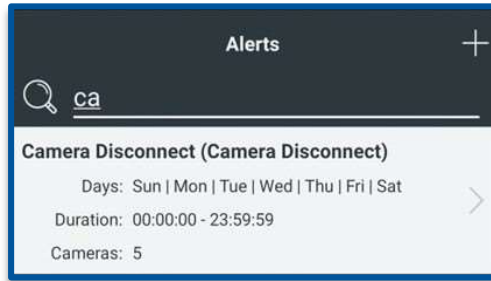 Alerts
ca
Camera Disconnect (Camera Disconnect)
Days: Sun | Mon | Tue | Wed | Thu | Fri | Sat
Duration: 00:00:00 - 23:59:59
Cameras: 5